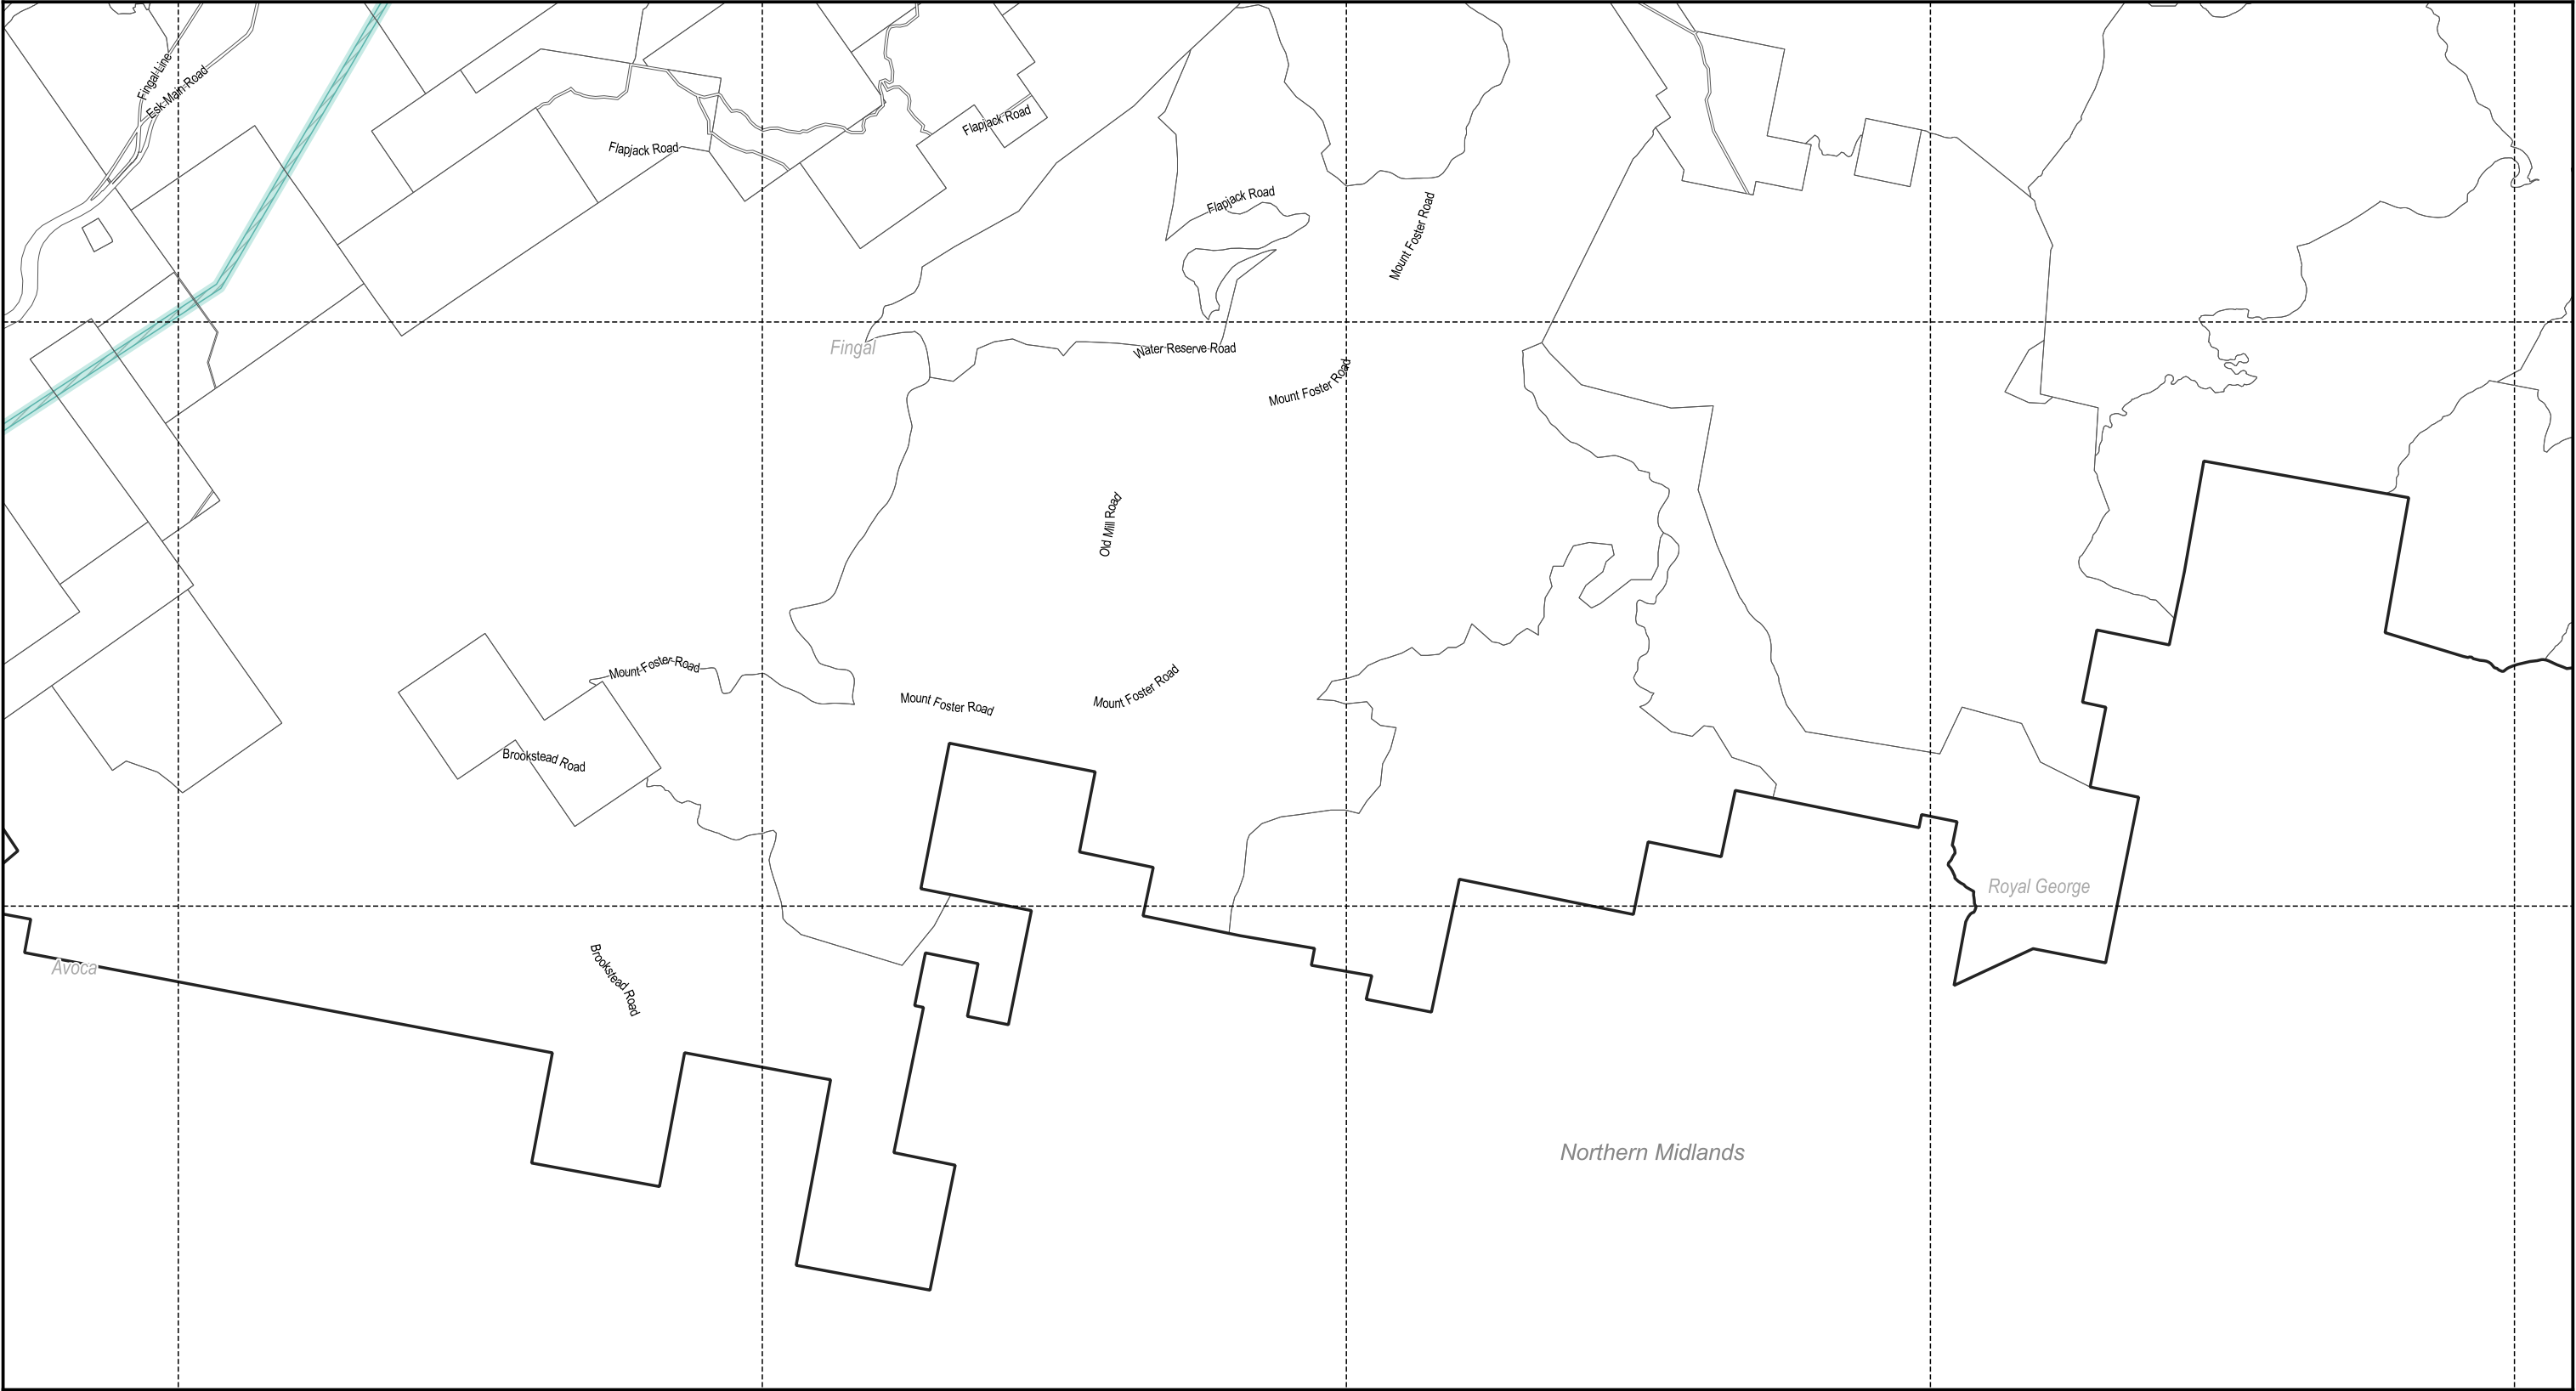 Fingal Line
Esk Main Road
Flapjack Road
Flapjack Road
Flapjack Road
Mount Foster Road
Fingal
Water Reserve Road
Mount Foster Road
Old Mill Road
Mount Foster Road
Mount Foster Road
Mount Foster Road
Brookstead Road
Royal George
Avoca
Brookstead Road
Northern Midlands